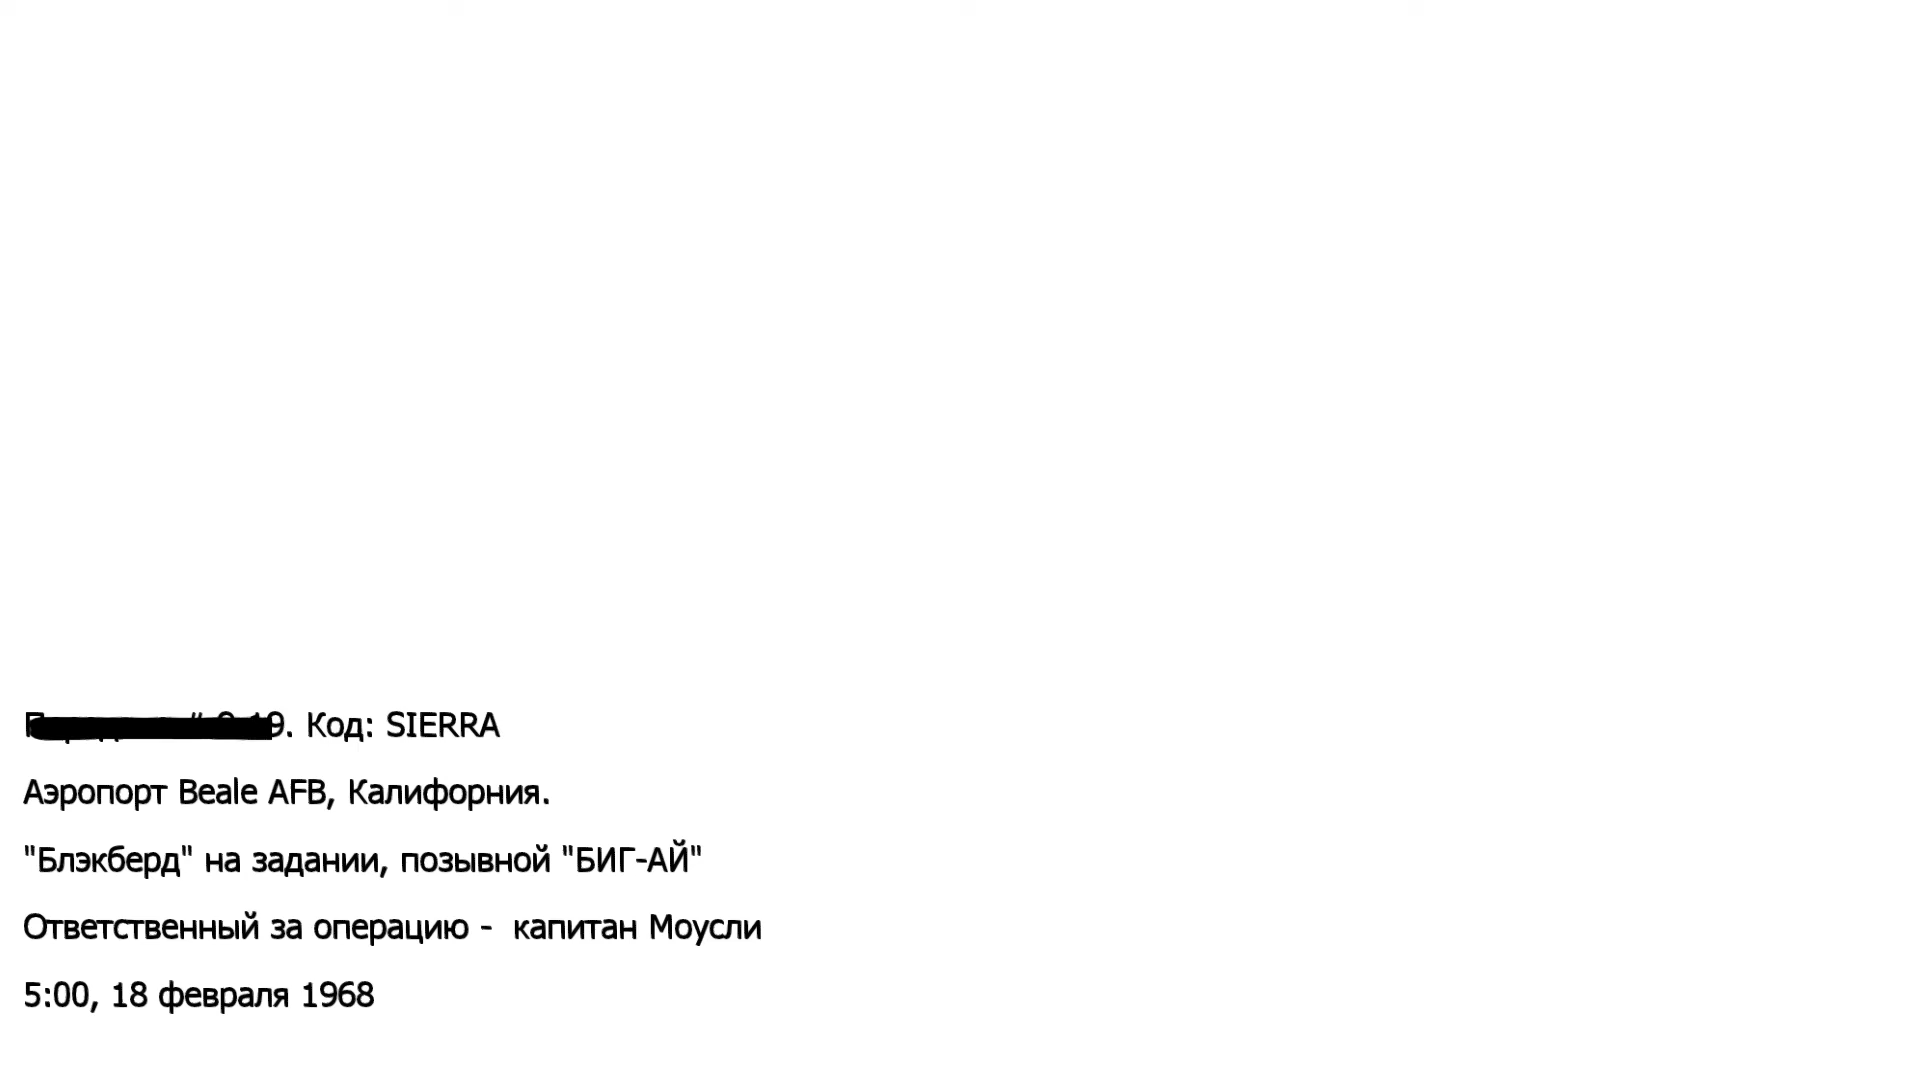 Код: SIERRA
Аэропорт Beale AFB, Калифорния.
"Блэкберд" на задании, позывной "БИГ-АЙ"
Ответственный за операцию - капитан Моусли
5:00, 18 февраля 1968